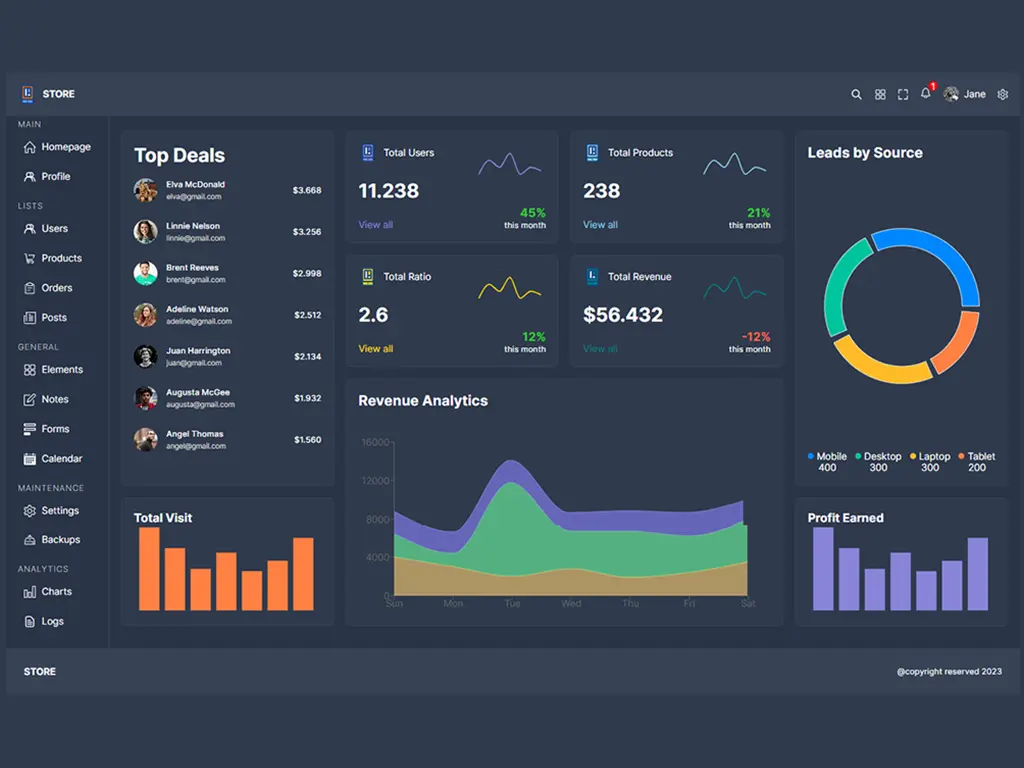 STORE
1
Jane
MAIN
Homepage
Profile
LISTS
Users
Products
Orders
Posts
GENERAL
Elements
Notes
Forms
Calendar
MAINTENANCE
Settings
Backups
ANALYTICS
Charts
Logs
Top Deals
Elva McDonald
elva@gmail.com
$3.668
Linnie Nelson
linnie@gmail.com
$3.256
Brent Reeves
brent@gmail.com
$2.998
Adeline Watson
adeline@gmail.com
$2.512
Juan Harrington
juan@gmail.com
$2.134
Augusta McGee
augusta@gmail.com
$1.932
Angel Thomas
angel@gmail.com
$1.560
Total Users
11.238
View all
45%
this month
Total Products
238
View all
21%
this month
Total Ratio
2.6
View all
12%
this month
Total Revenue
$56.432
View all
-12%
this month
Leads by Source
Mobile
400
Desktop
300
Laptop
300
Tablet
200
Total Visit
Revenue Analytics
16000
12000
8000
4000
0
Sun Mon Tue Wed Thu Fri Sat
Profit Earned
STORE
@copyright reserved 2023